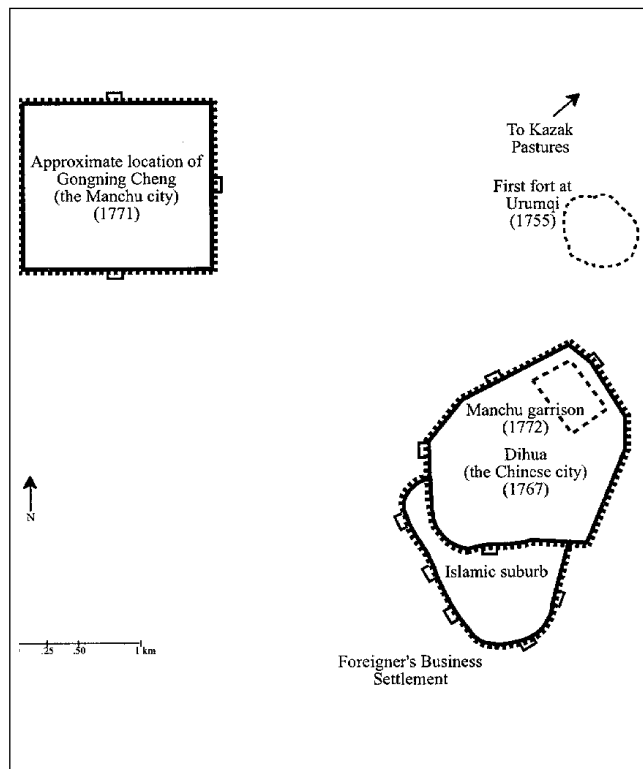 Approximate location of
Gongning Cheng
(the Manchu city)
(1771)
To Kazak
Pastures
First fort at
Urumqi
(1755)
Manchu garrison
(1772)
Dihua
(the Chinese city)
(1767)
N
Islamic suburb
.25 .50 1 km
Foreigner's Business
Settlement